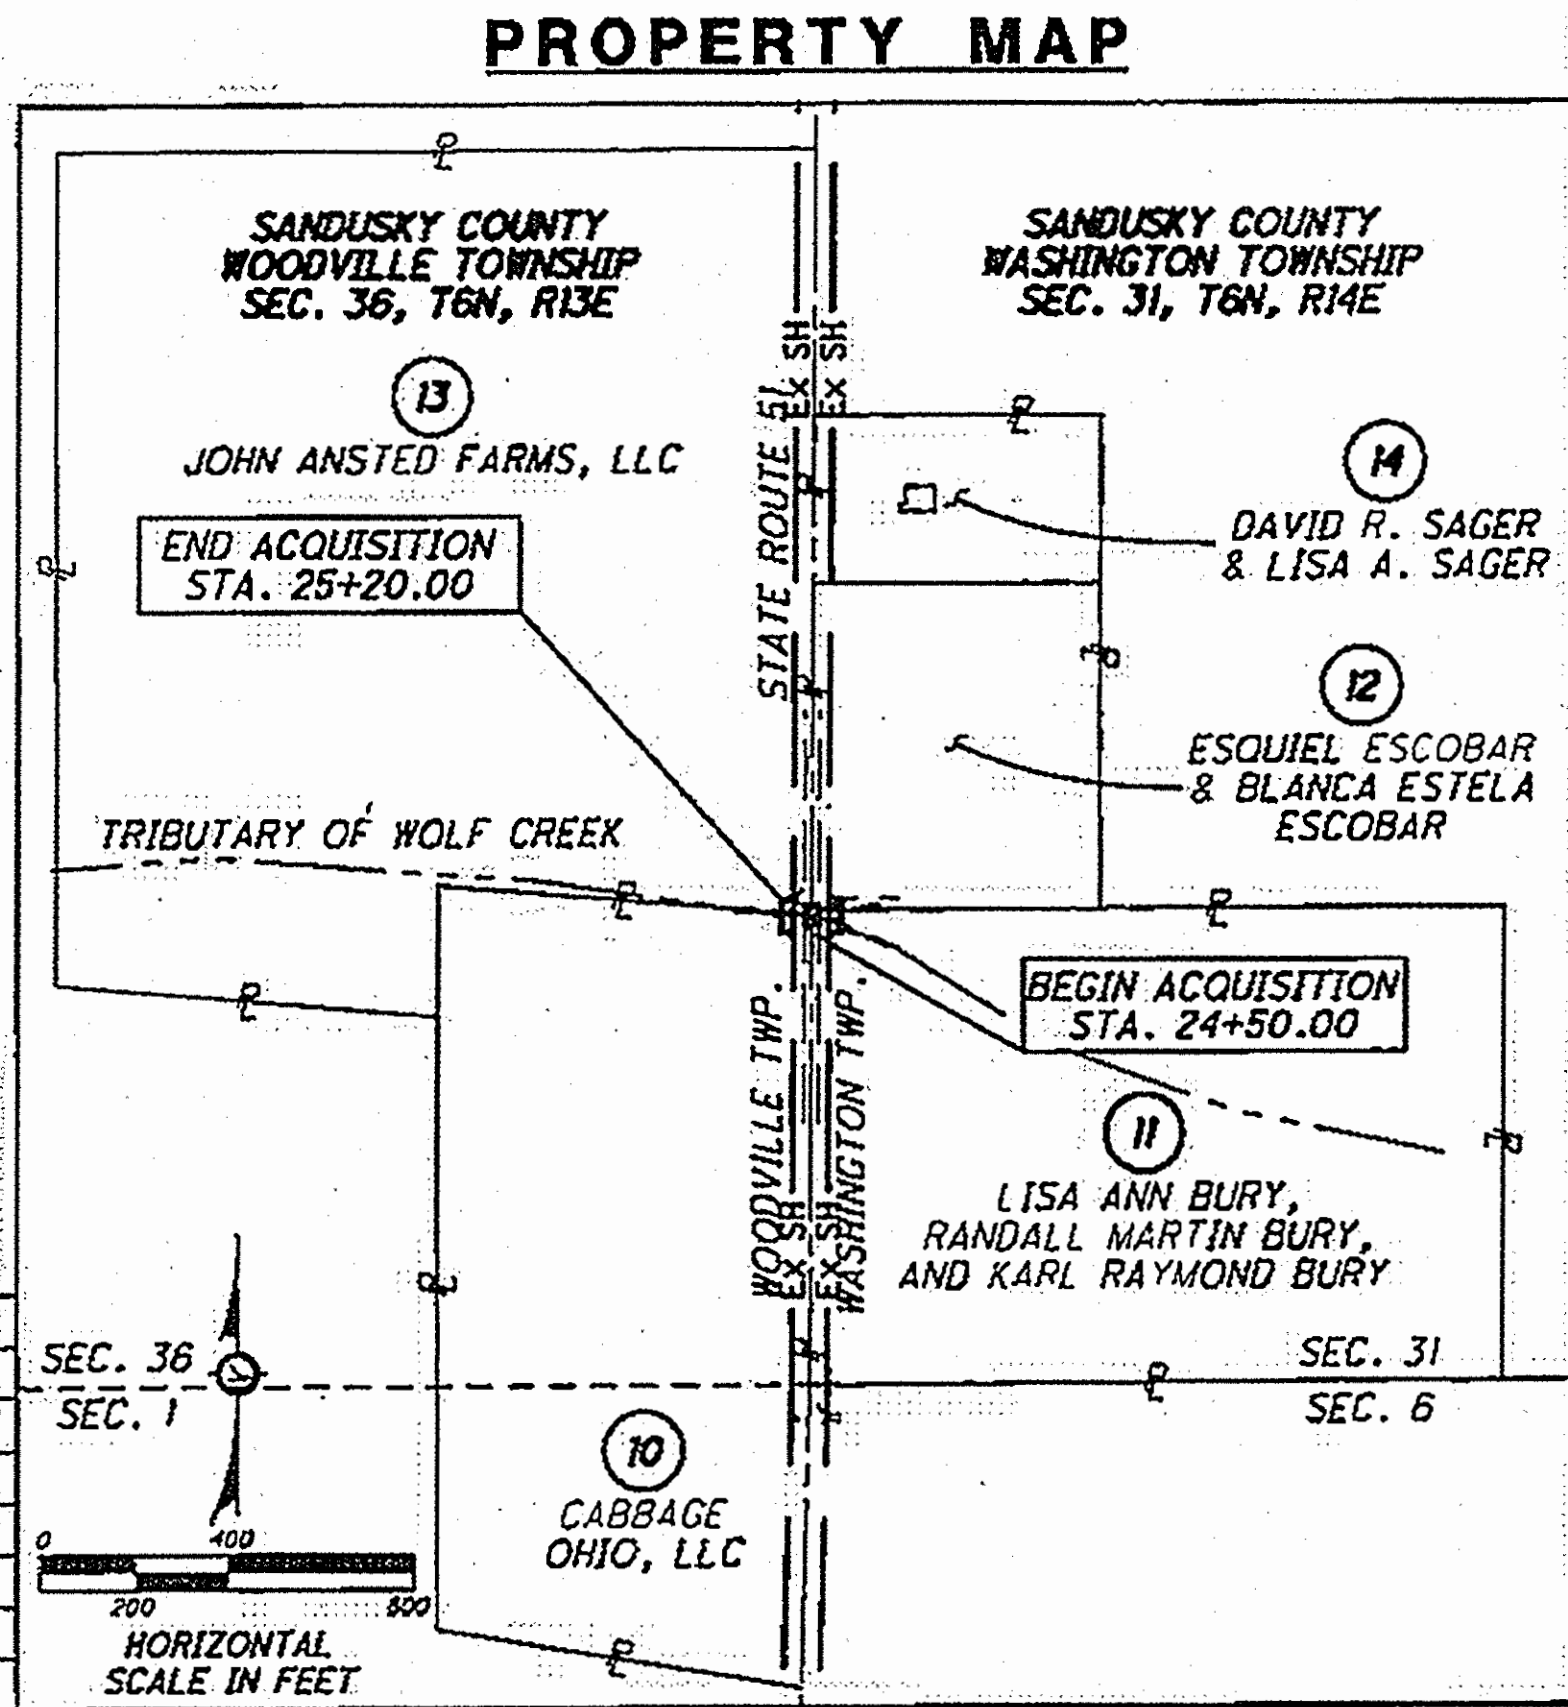 PROPERTY MAP
SANDUSKY COUNTY
WOODVILLE TOWNSHIP
SEC. 36, T6N, R13E
SANDUSKY COUNTY
WASHINGTON TOWNSHIP
SEC. 31, T6N, R14E
EX SH
EX SH
STATE ROUTE 51
13
JOHN ANSTED FARMS, LLC
END ACQUISITION
STA. 25+20.00
14
DAVID R. SAGER
& LISA A. SAGER
12
ESQUIEL ESCOBAR
& BLANCA ESTELA
ESCOBAR
TRIBUTARY OF WOLF CREEK
BEGIN ACQUISITION
STA. 24+50.00
WOODVILLE TWP.
WASHINGTON TWP.
EX SH
EX SH
11
LISA ANN BURY,
RANDALL MARTIN BURY,
AND KARL RAYMOND BURY
SEC. 36
SEC. 1
SEC. 31
SEC. 6
10
CABBAGE
OHIO, LLC
0 400
200 800
HORIZONTAL
SCALE IN FEET